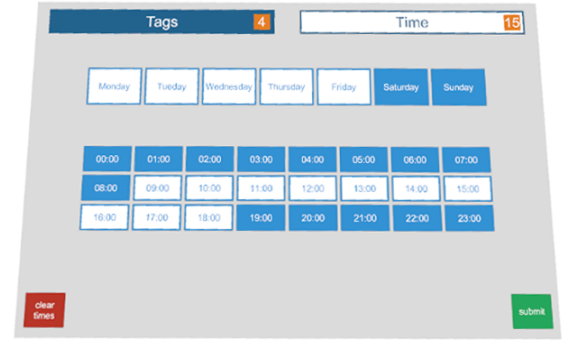 Tags 4 Time 15
Monday Tueday Wednesday Thursday Friday Saturday Sunday
00:00 01:00 02:00 03:00 04:00 05:00 06:00 07:00
08:00 09:00 10:00 11:00 12:00 13:00 14:00 15:00
16:00 17:00 18:00 19:00 20:00 21:00 22:00 23:00
clear
times
submit